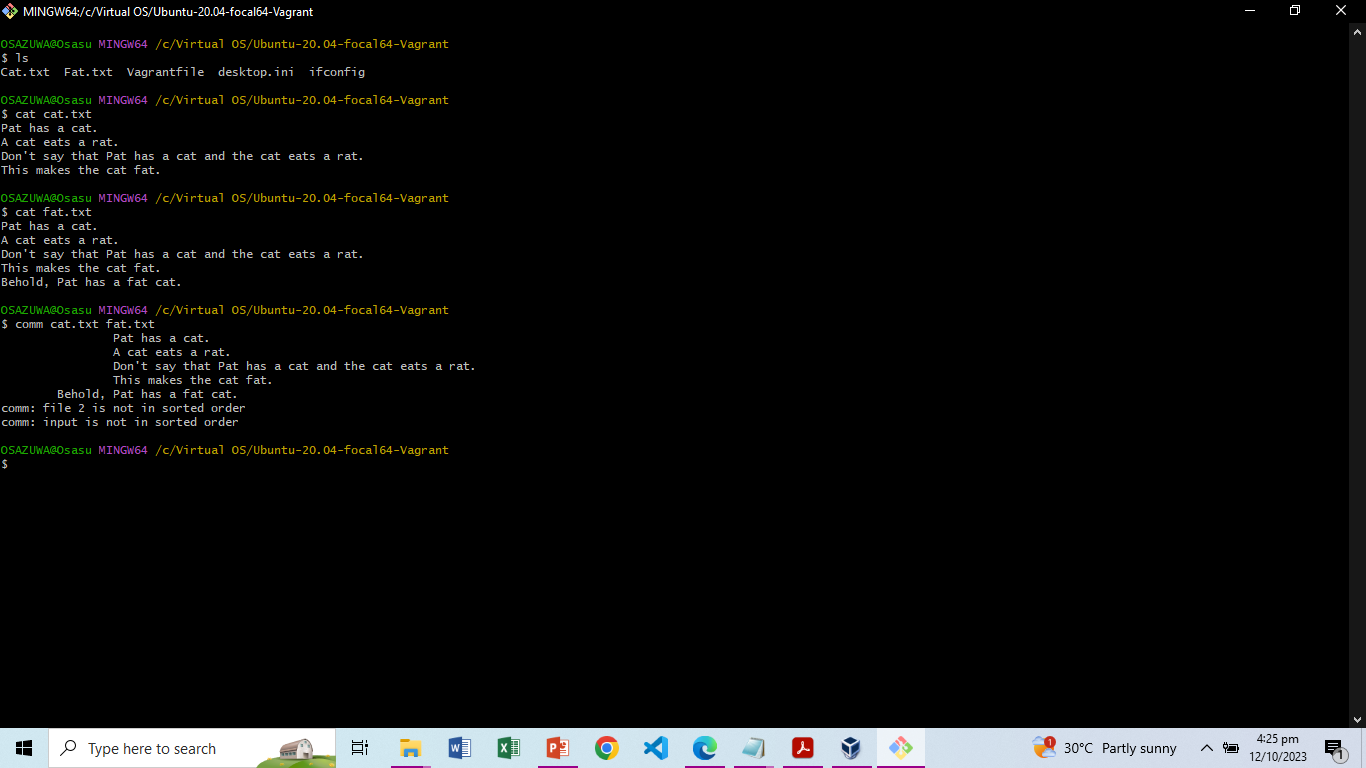 MINGW64:/c/Virtual OS/Ubuntu-20.04-focal64-Vagrant
OSAZUWA@Osasu MINGW64 /c/Virtual OS/Ubuntu-20.04-focal64-Vagrant
$ ls
Cat.txt  Fat.txt  Vagrantfile  desktop.ini  ifconfig
OSAZUWA@Osasu MINGW64 /c/Virtual OS/Ubuntu-20.04-focal64-Vagrant
$ cat cat.txt
Pat has a cat.
A cat eats a rat.
Don't say that Pat has a cat and the cat eats a rat.
This makes the cat fat.
OSAZUWA@Osasu MINGW64 /c/Virtual OS/Ubuntu-20.04-focal64-Vagrant
$ cat fat.txt
Pat has a cat.
A cat eats a rat.
Don't say that Pat has a cat and the cat eats a rat.
This makes the cat fat.
Behold, Pat has a fat cat.
OSAZUWA@Osasu MINGW64 /c/Virtual OS/Ubuntu-20.04-focal64-Vagrant
$ comm cat.txt fat.txt
                Pat has a cat.
                A cat eats a rat.
                Don't say that Pat has a cat and the cat eats a rat.
                This makes the cat fat.
        Behold, Pat has a fat cat.
comm: file 2 is not in sorted order
comm: input is not in sorted order
OSAZUWA@Osasu MINGW64 /c/Virtual OS/Ubuntu-20.04-focal64-Vagrant
$
Type here to search
1
30°C Partly sunny
4:25 pm
12/10/2023
1